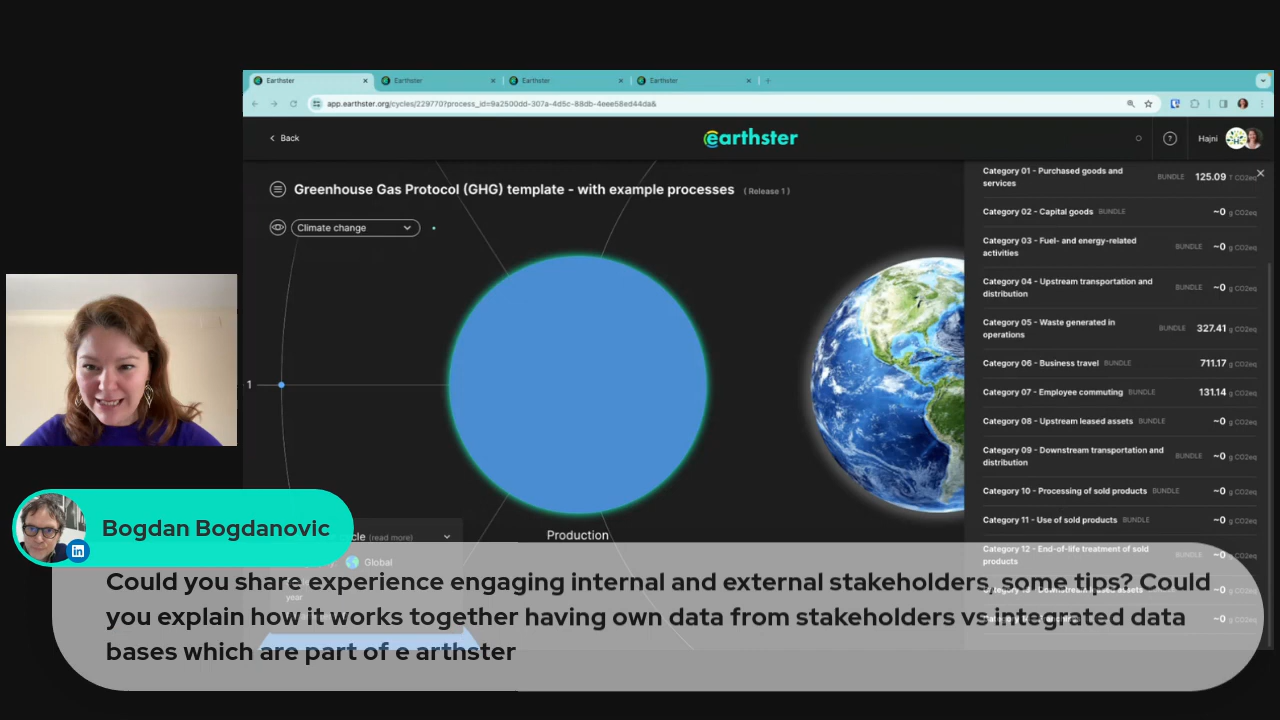 Earthster
Earthster
Earthster
Earthster
app.earthster.org/cycles/229770?process_id=9a2500dd-307a-4d5c-88db-4eee58ed44da&
Back
earthster
?
Hajni
Greenhouse Gas Protocol (GHG) template - with example processes ( Release 1 )
Climate change
1
Production
Category 01 - Purchased goods and
services
BUNDLE 125.09 T CO2eq
Category 02 - Capital goods BUNDLE ~0 g CO2eq
Category 03 - Fuel- and energy-related
activities
BUNDLE ~0 g CO2eq
Category 04 - Upstream transportation and
distribution
BUNDLE ~0 g CO2eq
Category 05 - Waste generated in
operations
BUNDLE 327.41 g CO2eq
Category 06 - Business travel BUNDLE 711.17
Category 07 - Employee commuting BUNDLE 131.14 g CO2eq
Category 08 - Upstream leased assets BUNDLE ~0 g CO2eq
Category 09 - Downstream transportation and
distribution
BUNDLE ~0 g CO2eq
Category 10 - Processing of sold products BUNDLE ~0 g CO2eq
Category 11 - Use of sold products BUNDLE ~0 g CO2eq
Category 12 - End-of-life treatment of sold
products
BUNDLE ~0 g CO2eq
cle (read more)
Global
year
in
Bogdan Bogdanovic
Could you share experience engaging internal and external stakeholders, some tips? Could
you explain how it works together having own data from stakeholders vs integrated data
bases which are part of e arthster